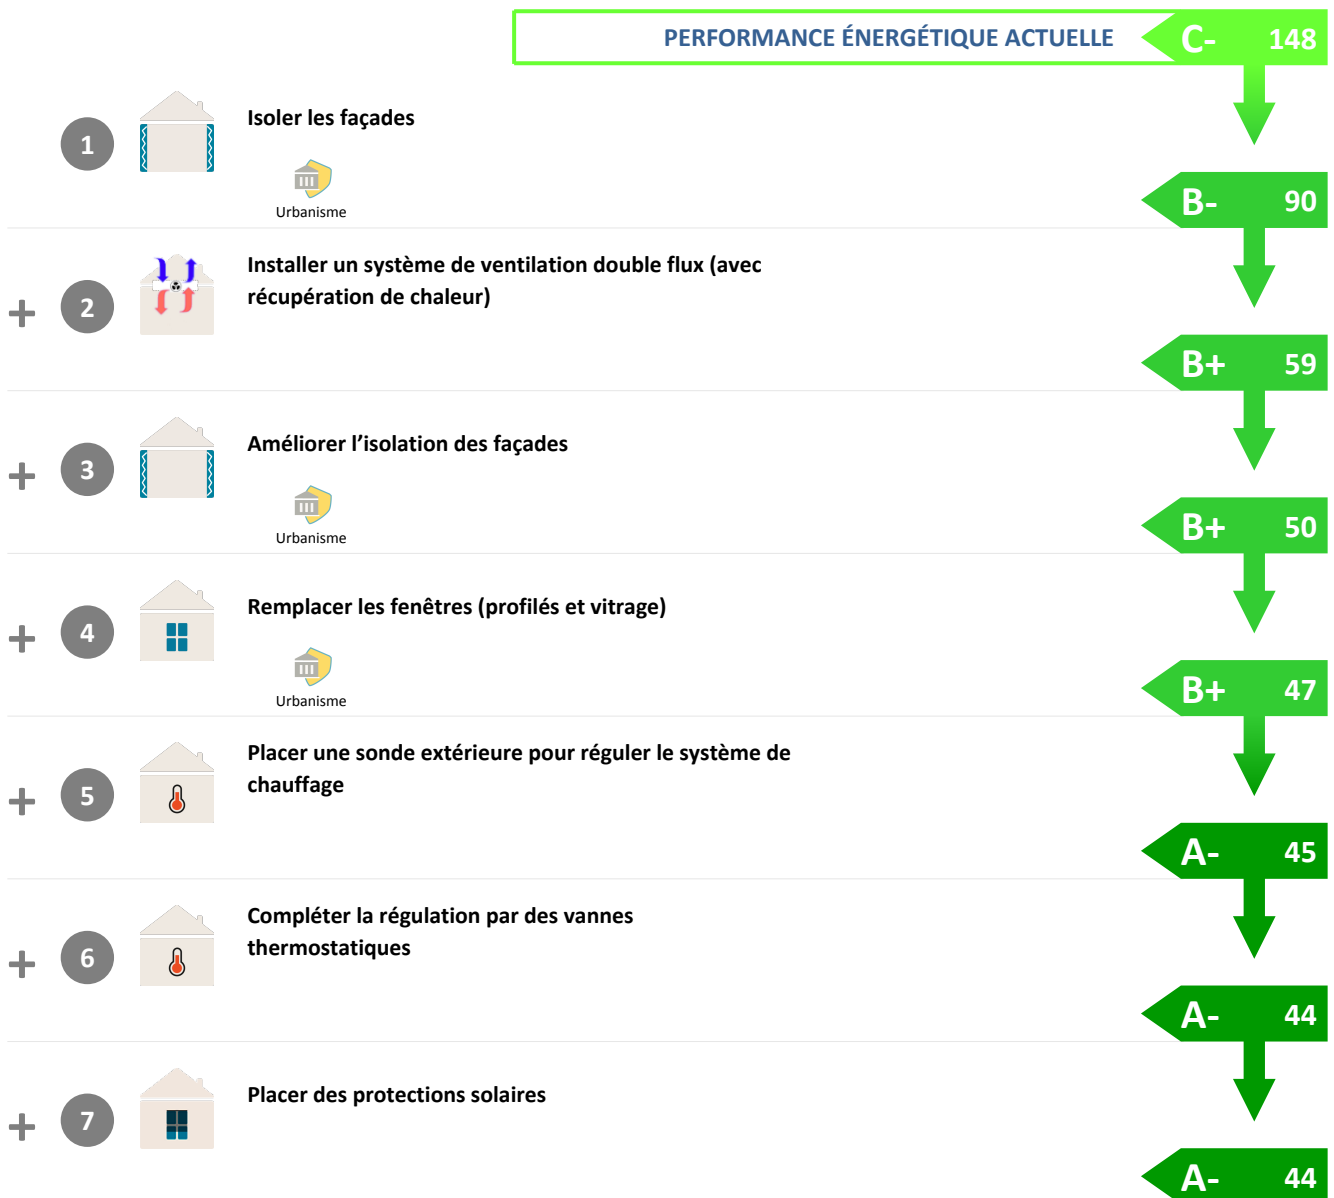 PERFORMANCE ÉNERGÉTIQUE ACTUELLE C- 148
1 Isoler les façades
Urbanisme
B- 90
+ 2 Installer un système de ventilation double flux (avec
récupération de chaleur)
B+ 59
+ 3 Améliorer l’isolation des façades
Urbanisme
B+ 50
+ 4 Remplacer les fenêtres (profilés et vitrage)
Urbanisme
B+ 47
+ 5 Placer une sonde extérieure pour réguler le système de
chauffage
A- 45
+ 6 Compléter la régulation par des vannes
thermostatiques
A- 44
+ 7 Placer des protections solaires
A- 44